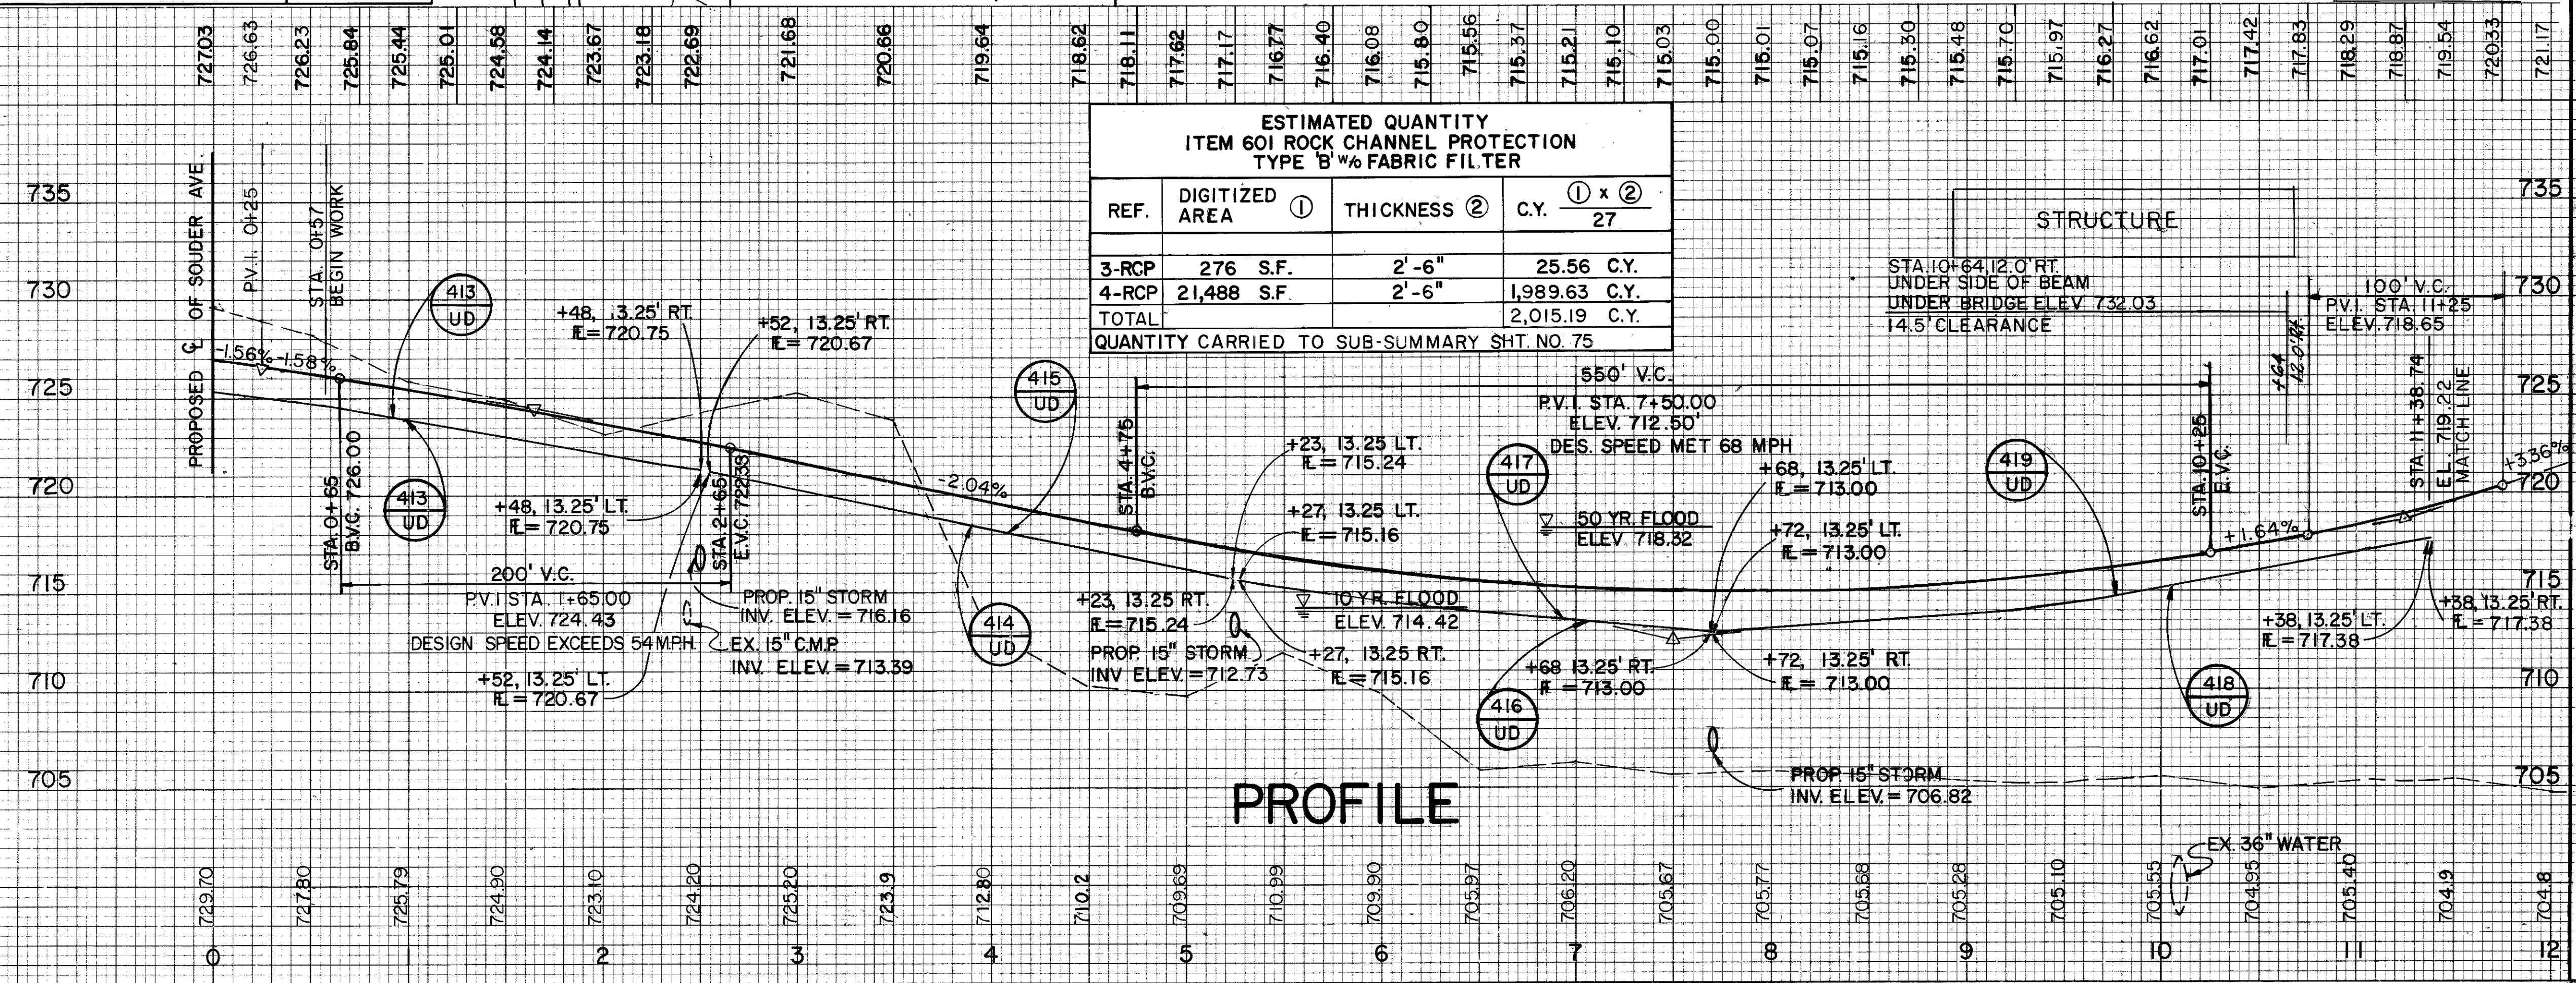 727.03 726.63 726.23 725.84 725.44 725.01 724.58 724.14 723.67 723.18 722.69 721.68 720.66 719.64 718.62 718.11 717.62 717.17 716.77 716.40 716.08 715.80 715.56 715.37 715.21 715.10 715.03 715.00 715.01 715.07 715.16 715.30 715.48 715.70 715.97 716.27 716.62 717.01 717.42 717.83 718.29 718.87 719.54 720.33 721.17
ESTIMATED QUANTITY
ITEM 601 ROCK CHANNEL PROTECTION
TYPE 'B' W/O FABRIC FILTER
REF. DIGITIZED AREA ① THICKNESS ② C.Y. ① x ② / 27
3-RCP 276 S.F. 2'-6" 25.56 C.Y.
4-RCP 21,488 S.F. 2'-6" 1,989.63 C.Y.
TOTAL 2,015.19 C.Y.
QUANTITY CARRIED TO SUB-SUMMARY SHT. NO. 75
735
730
725
720
715
710
705
PROPOSED ℄ OF SOUDER AVE.
P.V.I. 0+25
STA. 0+57
BEGIN WORK
-1.56%
-1.58%
413
UD
413
UD
+48, 13.25' RT.
℄= 720.75
+52, 13.25' RT.
℄= 720.67
+48, 13.25' LT.
℄= 720.75
STA. 0+65
B.V.C. 726.00
STA. 2+65
E.V.C. 722.39
200' V.C.
P.V.I STA. 1+65.00
ELEV. 724.43
DESIGN SPEED EXCEEDS 54 M.P.H.
+52, 13.25' LT.
℄= 720.67
PROP. 15" STORM
INV. ELEV. = 716.16
EX. 15" C.M.P.
INV. ELEV. = 713.39
-2.04%
415
UD
414
UD
STA. 4+75
B.V.C.
550' V.C.
P.V.I. STA. 7+50.00
ELEV. 712.50'
DES. SPEED MET 68 MPH
+23, 13.25 LT.
℄= 715.24
+27, 13.25 LT.
℄= 715.16
+23, 13.25 RT.
℄= 715.24
PROP. 15" STORM
INV ELEV. = 712.73
+27, 13.25 RT.
℄= 715.16
10 YR. FLOOD
ELEV. 714.42
417
UD
50 YR. FLOOD
ELEV. 718.32
416
UD
+68, 13.25' LT.
℄= 713.00
+72, 13.25' LT.
℄= 713.00
+68 13.25' RT.
℄= 713.00
+72, 13.25' RT.
℄= 713.00
PROP. 15" STORM
INV. ELEV. = 706.82
419
UD
418
UD
STRUCTURE
STA. 10+64, 12.0' RT.
UNDER SIDE OF BEAM
UNDER BRIDGE ELEV 732.03
14.5' CLEARANCE
+64
12.0' Rt.
100' V.C.
P.V.I. STA. 11+25
ELEV. 718.65
STA. 10+25
E.V.C.
+1.64%
STA. 11+38.74
EL. 719.22
MATCH LINE
+3.36%
+38, 13.25' LT.
℄= 717.38
+38, 13.25' RT.
℄= 717.38
735
730
725
720
715
710
705
PROFILE
EX. 36" WATER
729.70 727.80 725.79 724.90 723.10 724.20 725.20 723.9 712.80 710.2 709.69 710.99 709.90 705.97 706.20 705.67 705.77 705.68 705.28 705.10 705.55 704.95 705.40 704.9 704.8
0 2 3 4 5 6 7 8 9 10 11 12